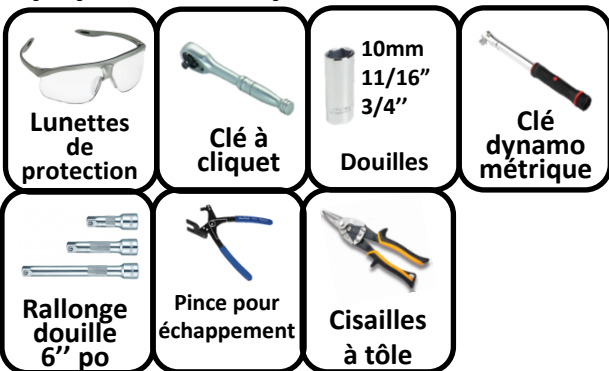 Lunettes
de
protection
Clé à
cliquet
10mm
11/16”
3/4’’
Douilles
Clé
dynamo
métrique
Rallonge
douille
6’’ po
Pince pour
échappement
Cisailles
à tôle